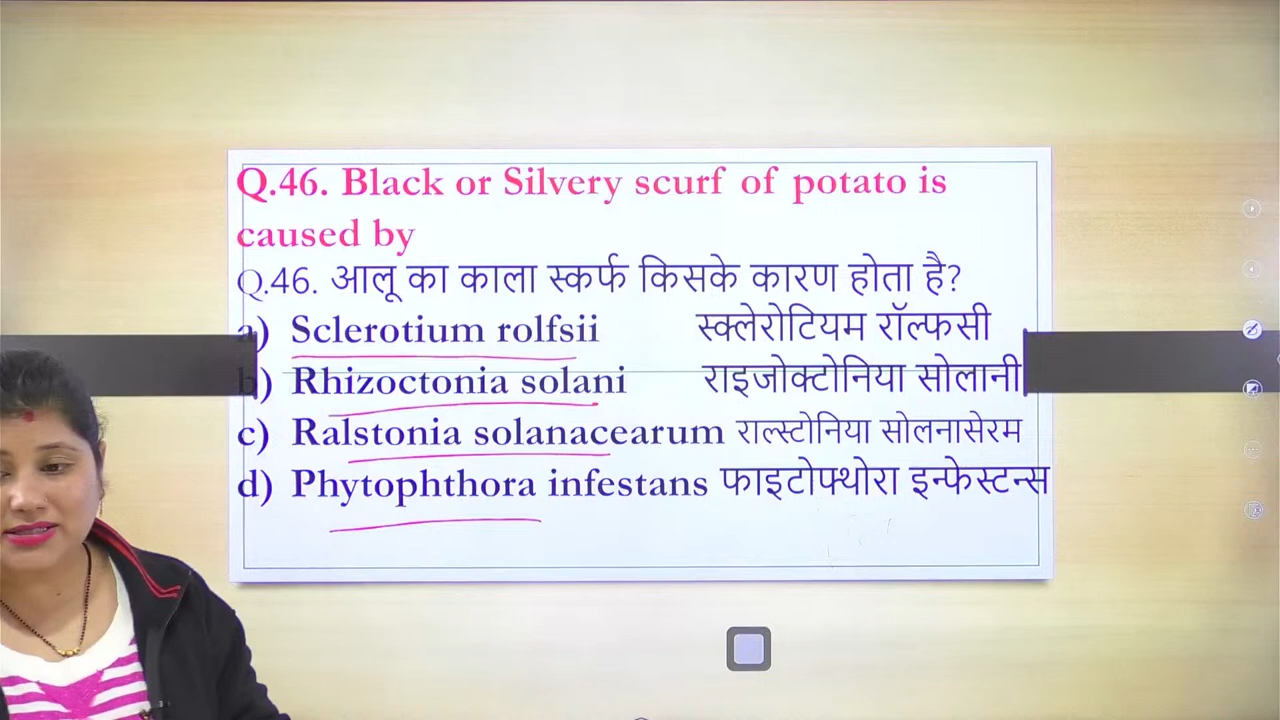 Q.46. Black or Silvery scurf of potato is
caused by
Q.46. आलू का काला स्कर्फ किसके कारण होता है?
a) Sclerotium rolfsii स्क्लेरोटियम रॉल्फसी
b) Rhizoctonia solani राइजोक्टोनिया सोलानी
c) Ralstonia solanacearum राल्स्टोनिया सोलनासेरम
d) Phytophthora infestans फाइटोफ्थोरा इन्फेस्टन्स